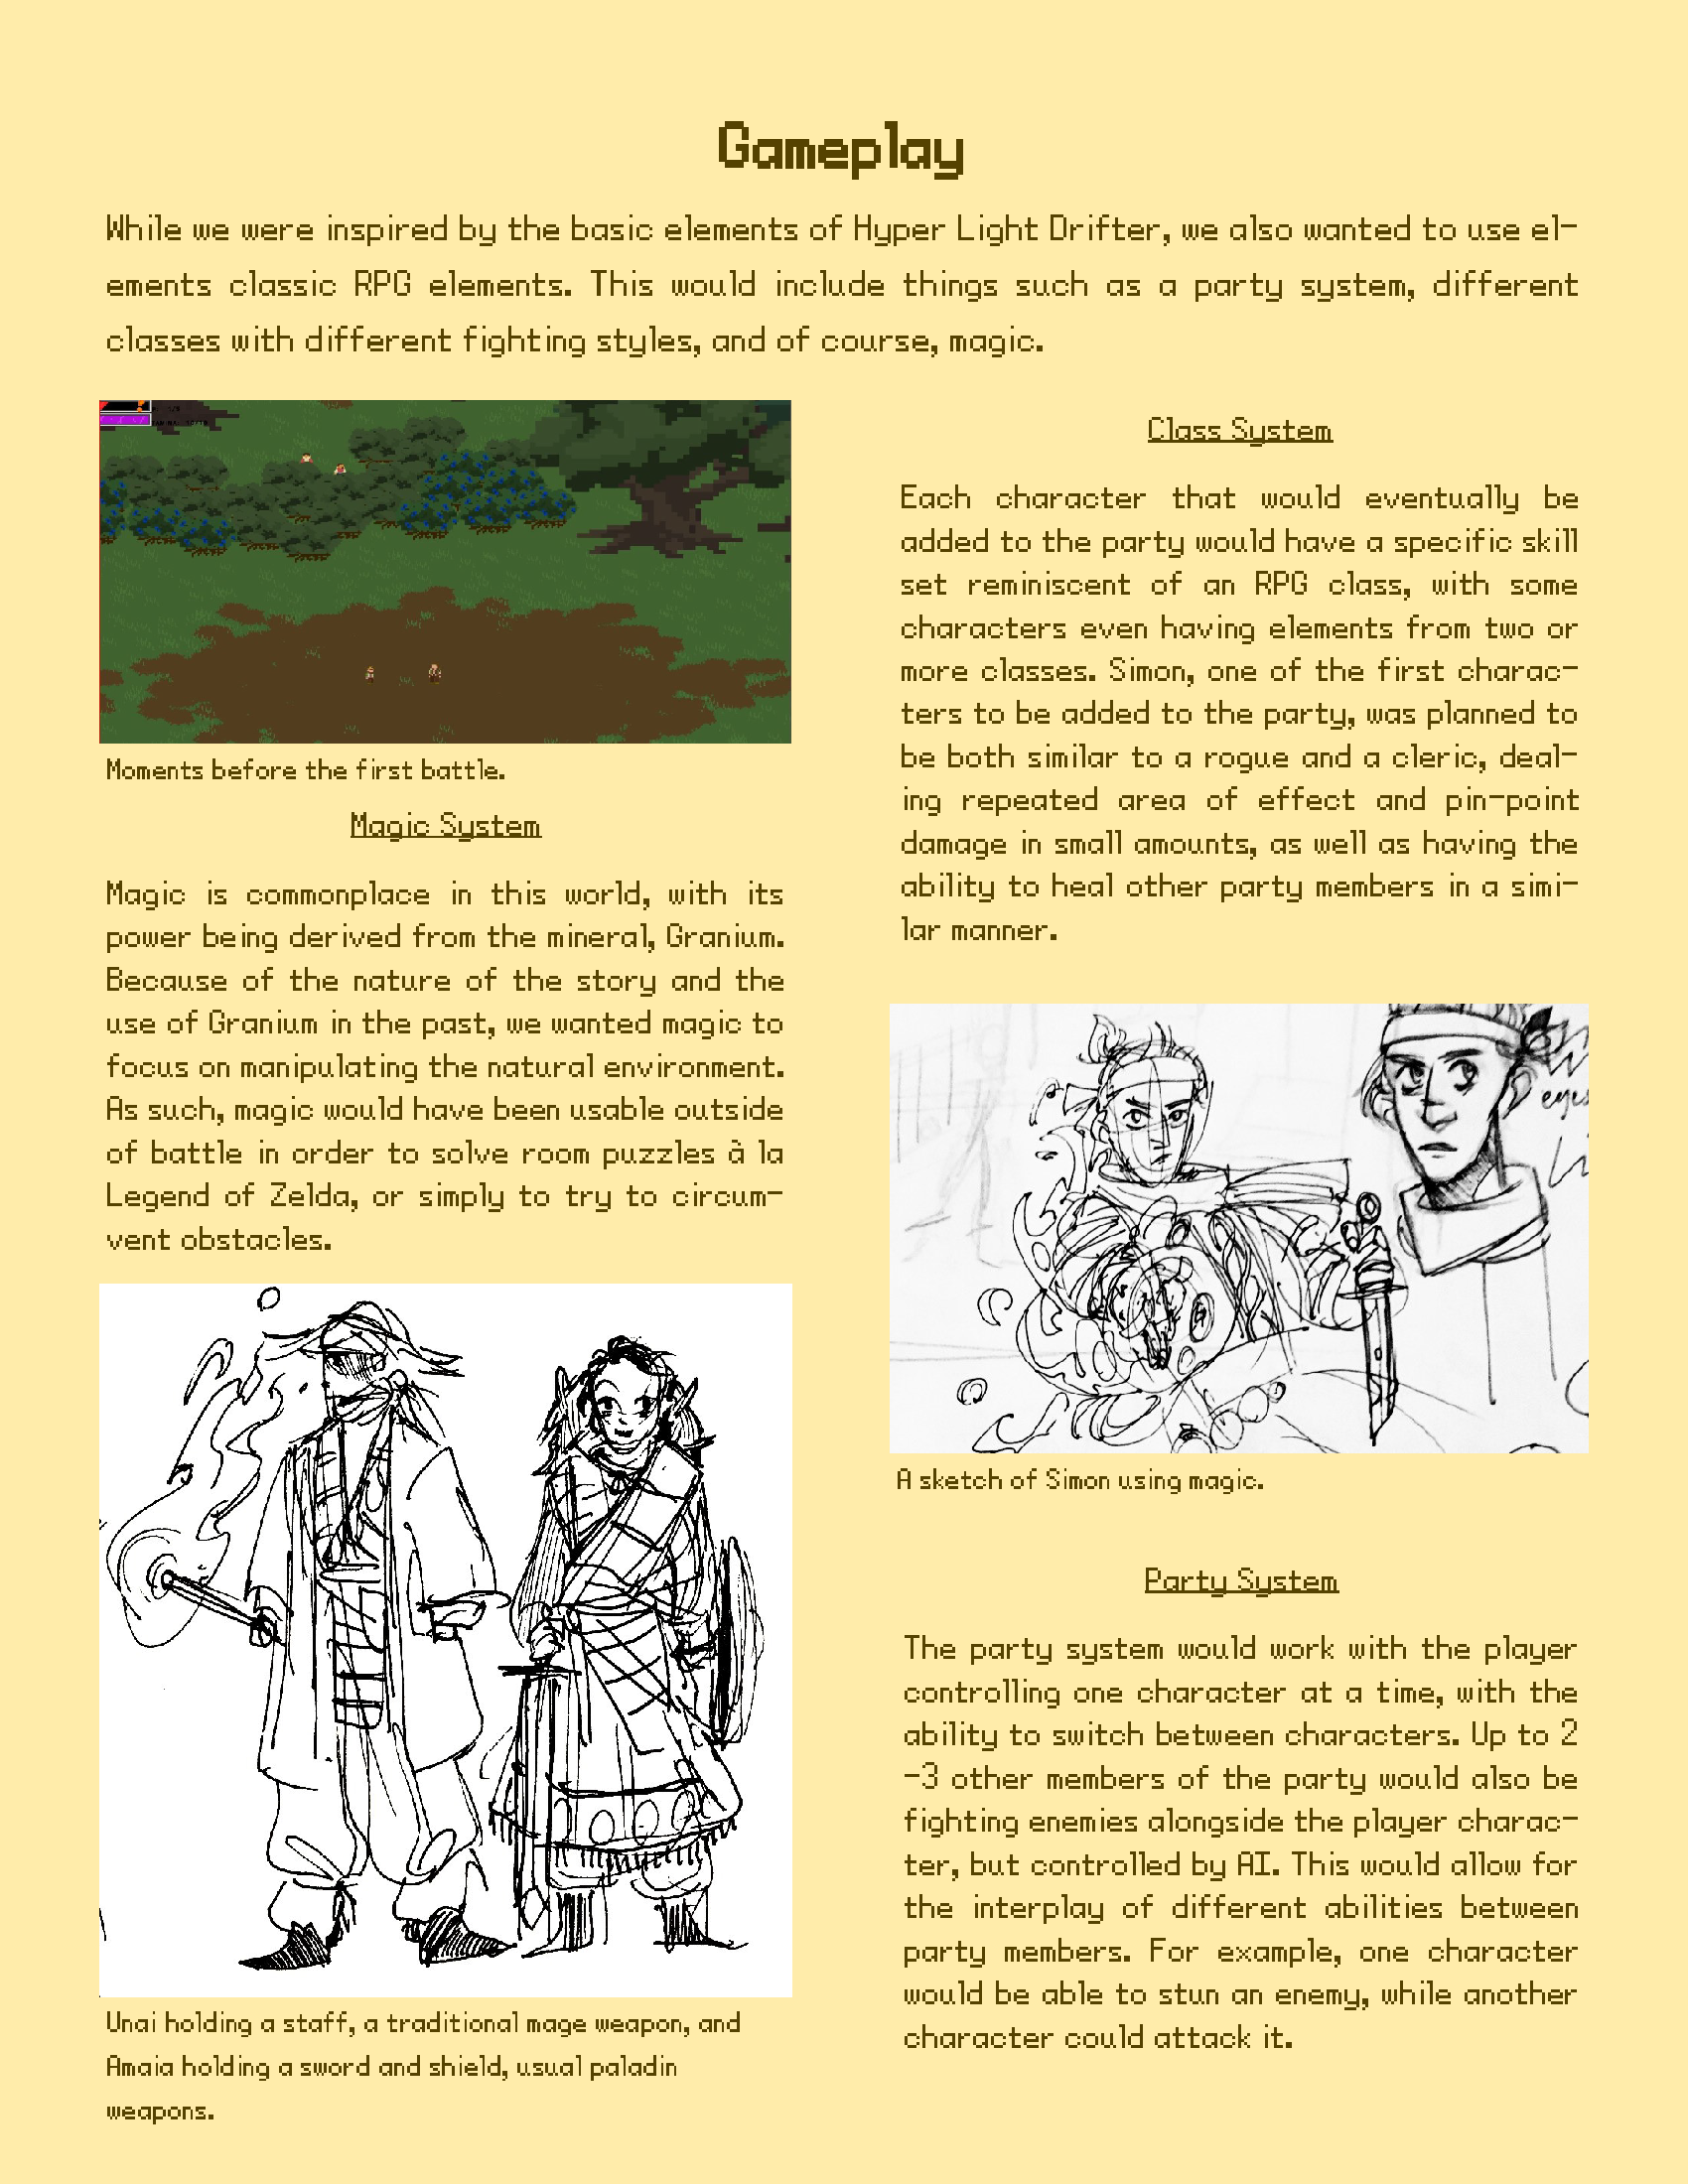 Gameplay
While we were inspired by the basic elements of Hyper Light Drifter, we also wanted to use el-
ements classic RPG elements. This would include things such as a party system, different
classes with different fighting styles, and of course, magic.
Moments before the first battle.
Magic System
Magic is commonplace in this world, with its
power being derived from the mineral, Granium.
Because of the nature of the story and the
use of Granium in the past, we wanted magic to
focus on manipulating the natural environment.
As such, magic would have been usable outside
of battle in order to solve room puzzles à la
Legend of Zelda, or simply to try to circum-
vent obstacles.
Unai holding a staff, a traditional mage weapon, and
Amaia holding a sword and shield, usual paladin
weapons.
Class System
Each character that would eventually be
added to the party would have a specific skill
set reminiscent of an RPG class, with some
characters even having elements from two or
more classes. Simon, one of the first charac-
ters to be added to the party, was planned to
be both similar to a rogue and a cleric, deal-
ing repeated area of effect and pin-point
damage in small amounts, as well as having the
ability to heal other party members in a simi-
lar manner.
eyes
A sketch of Simon using magic.
Party System
The party system would work with the player
controlling one character at a time, with the
ability to switch between characters. Up to 2
-3 other members of the party would also be
fighting enemies alongside the player charac-
ter, but controlled by AI. This would allow for
the interplay of different abilities between
party members. For example, one character
would be able to stun an enemy, while another
character could attack it.